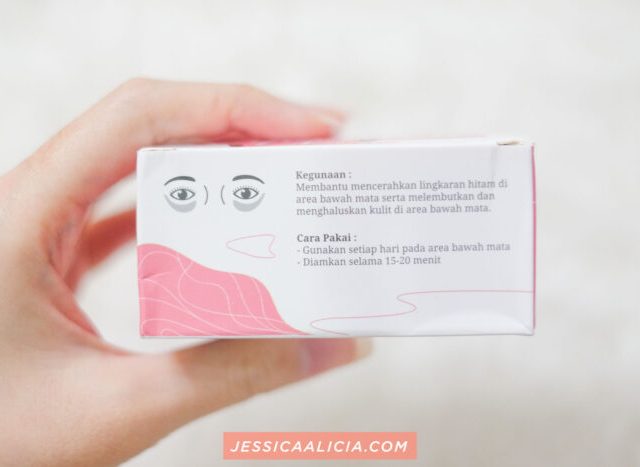 Kegunaan :
Membantu mencerahkan lingkaran hitam di
area bawah mata serta melembutkan dan
menghaluskan kulit di area bawah mata.
Cara Pakai :
- Gunakan setiap hari pada area bawah mata
- Diamkan selama 15-20 menit
JESSICAALICIA.COM